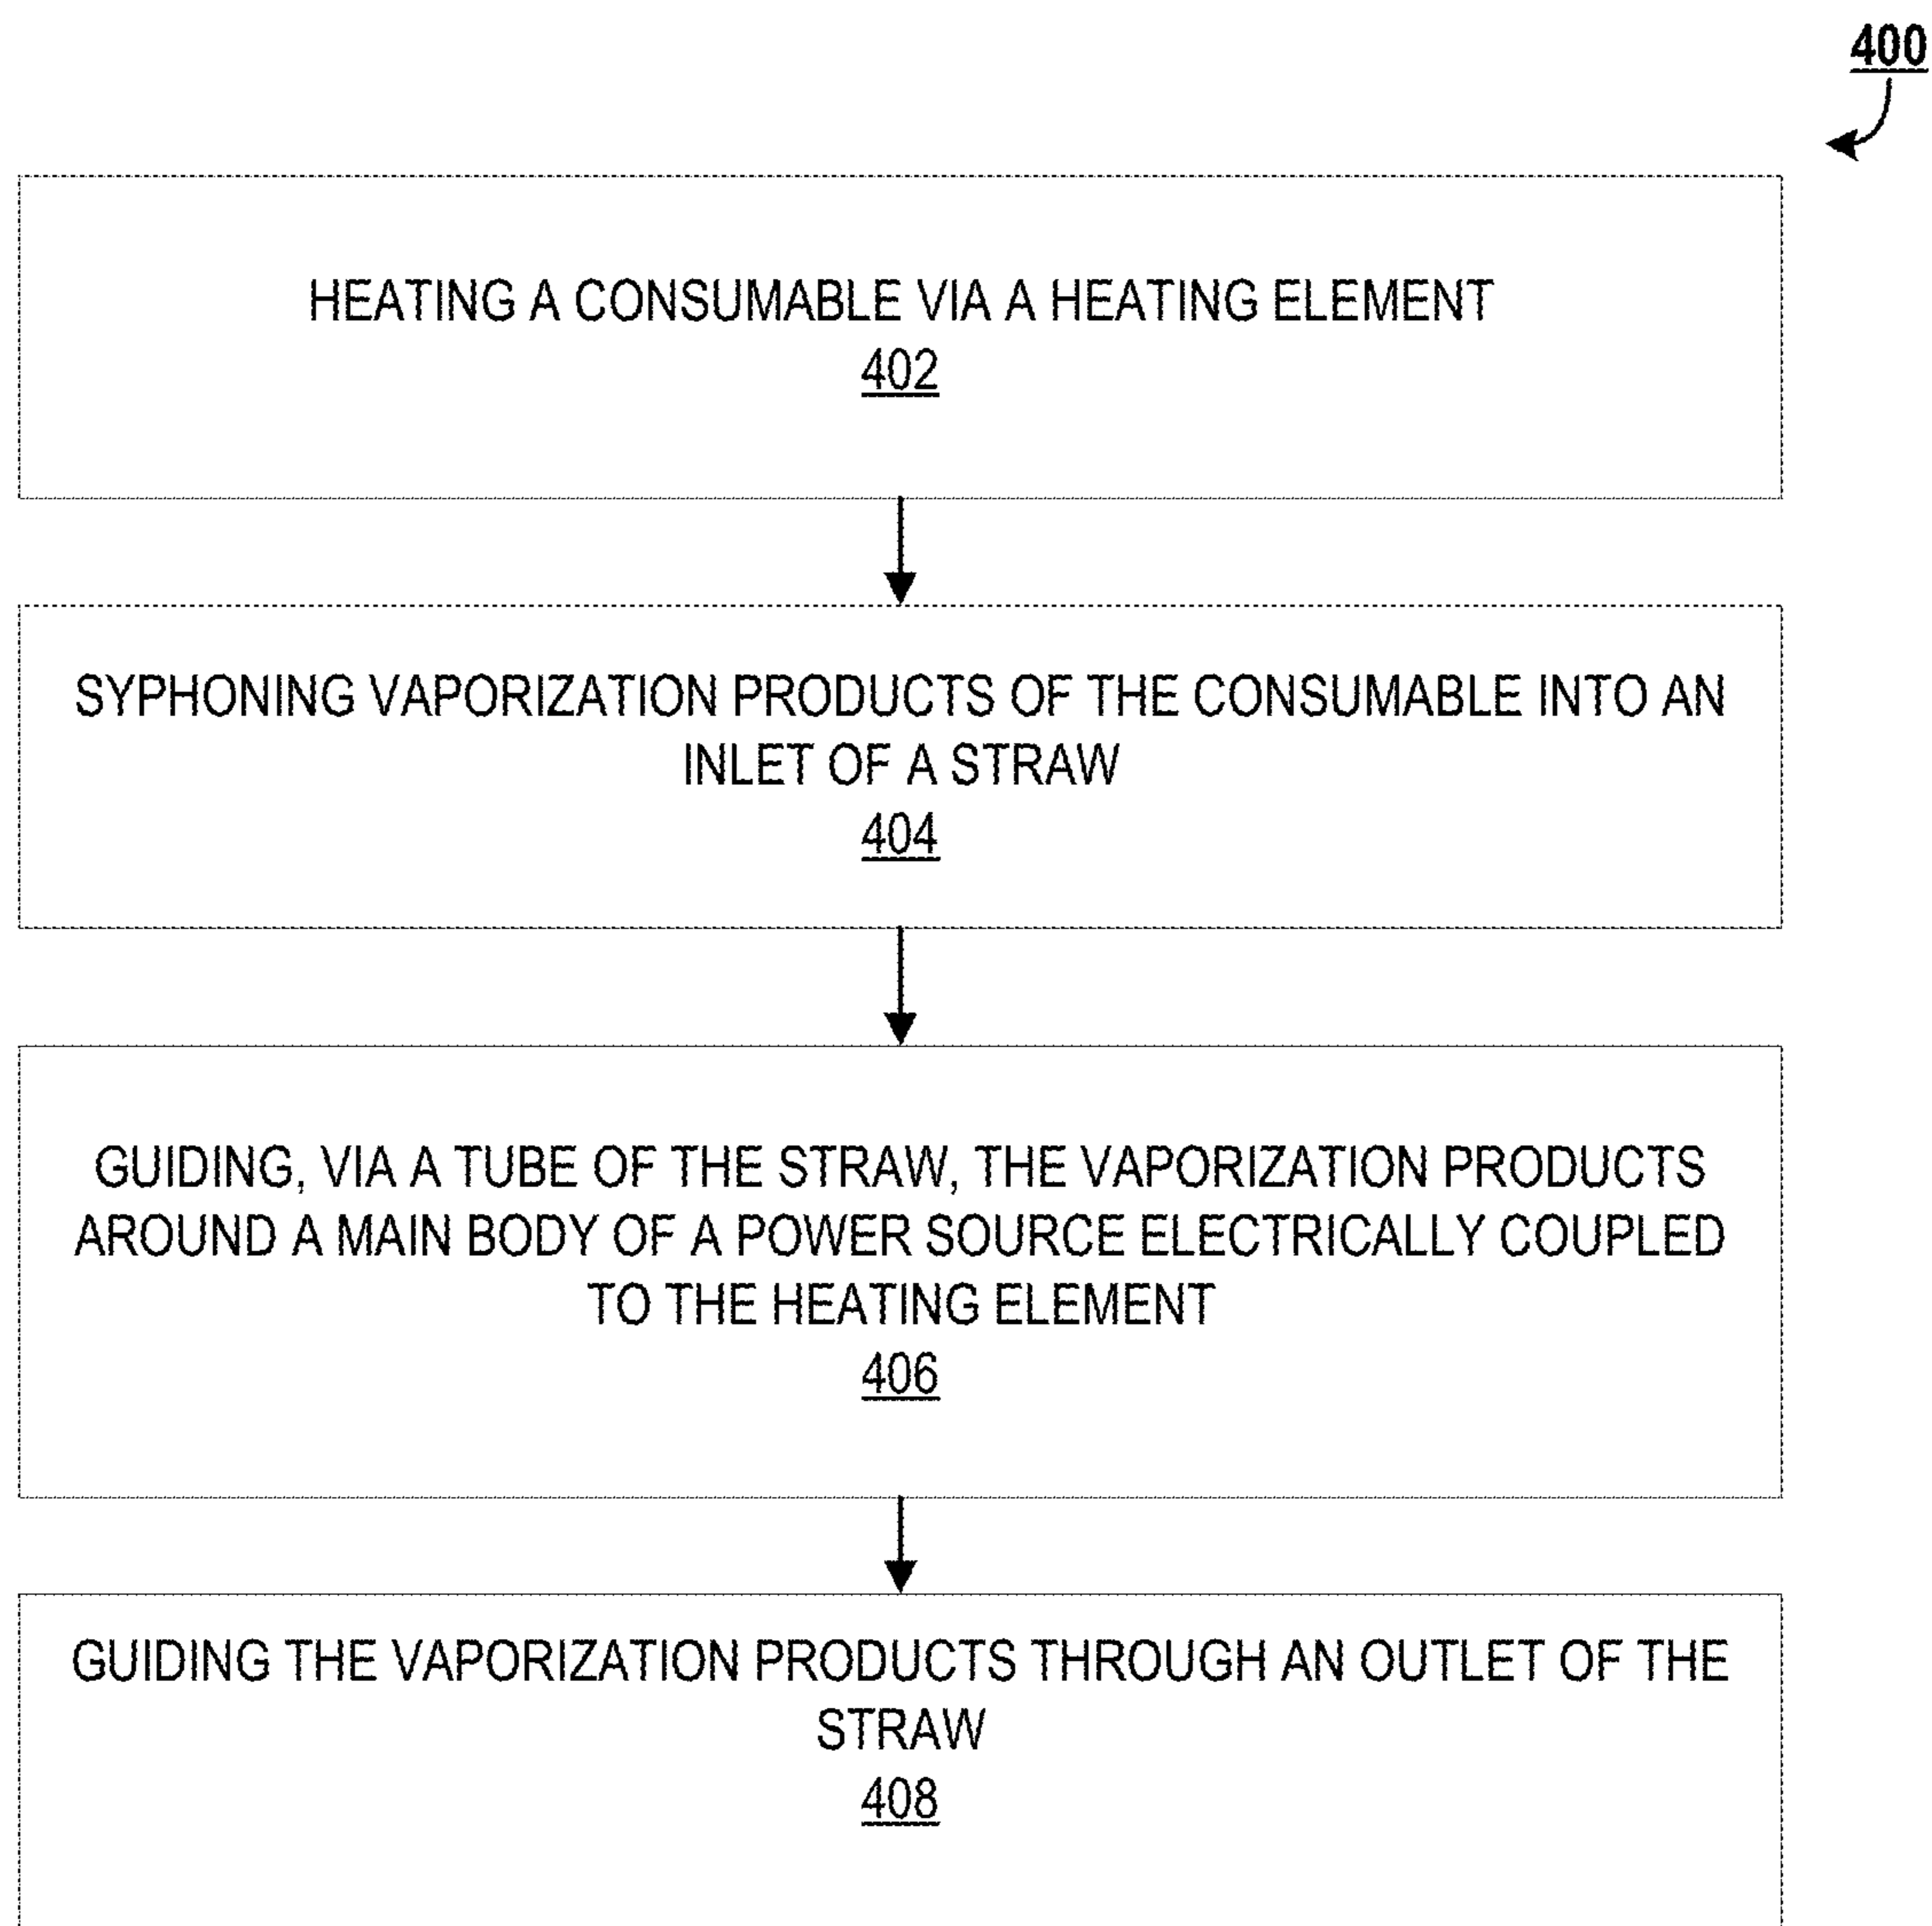 400
HEATING A CONSUMABLE VIA A HEATING ELEMENT
402
SYPHONING VAPORIZATION PRODUCTS OF THE CONSUMABLE INTO AN
INLET OF A STRAW
404
GUIDING, VIA A TUBE OF THE STRAW, THE VAPORIZATION PRODUCTS
AROUND A MAIN BODY OF A POWER SOURCE ELECTRICALLY COUPLED
TO THE HEATING ELEMENT
406
GUIDING THE VAPORIZATION PRODUCTS THROUGH AN OUTLET OF THE
STRAW
408